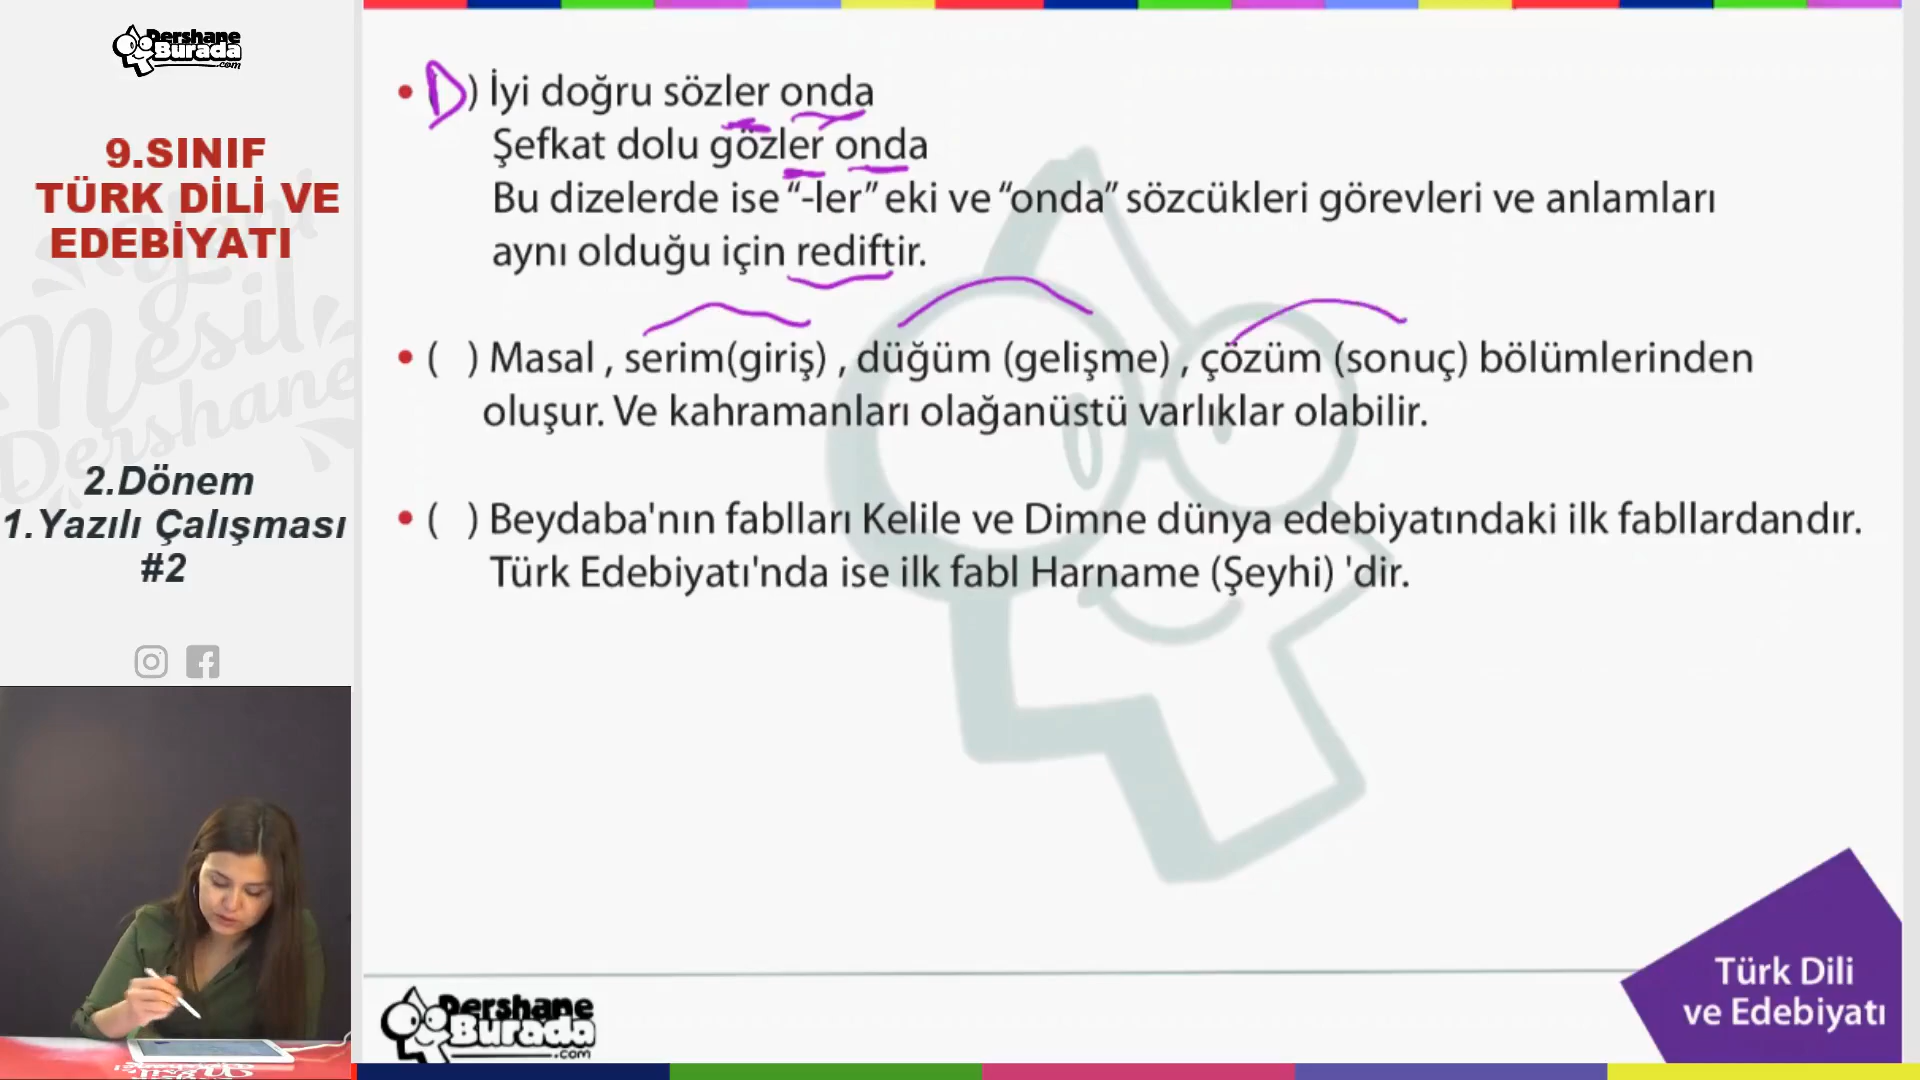 Dershane
Burada
.com
9.SINIF
TÜRK DİLİ VE
EDEBİYATI
Nesil
Dershane
2.Dönem
1.Yazılı Çalışması
#2
• (D) İyi doğru sözler onda
Şefkat dolu gözler onda
Bu dizelerde ise “-ler” eki ve “onda” sözcükleri görevleri ve anlamları
aynı olduğu için rediftir.
• ( ) Masal , serim(giriş) , düğüm (gelişme) , çözüm (sonuç) bölümlerinden
oluşur. Ve kahramanları olağanüstü varlıklar olabilir.
• ( ) Beydaba'nın fablları Kelile ve Dimne dünya edebiyatındaki ilk fabllardandır.
Türk Edebiyatı'nda ise ilk fabl Harname (Şeyhi) 'dir.
Dershane
Burada
.com
Türk Dili
ve Edebiyatı